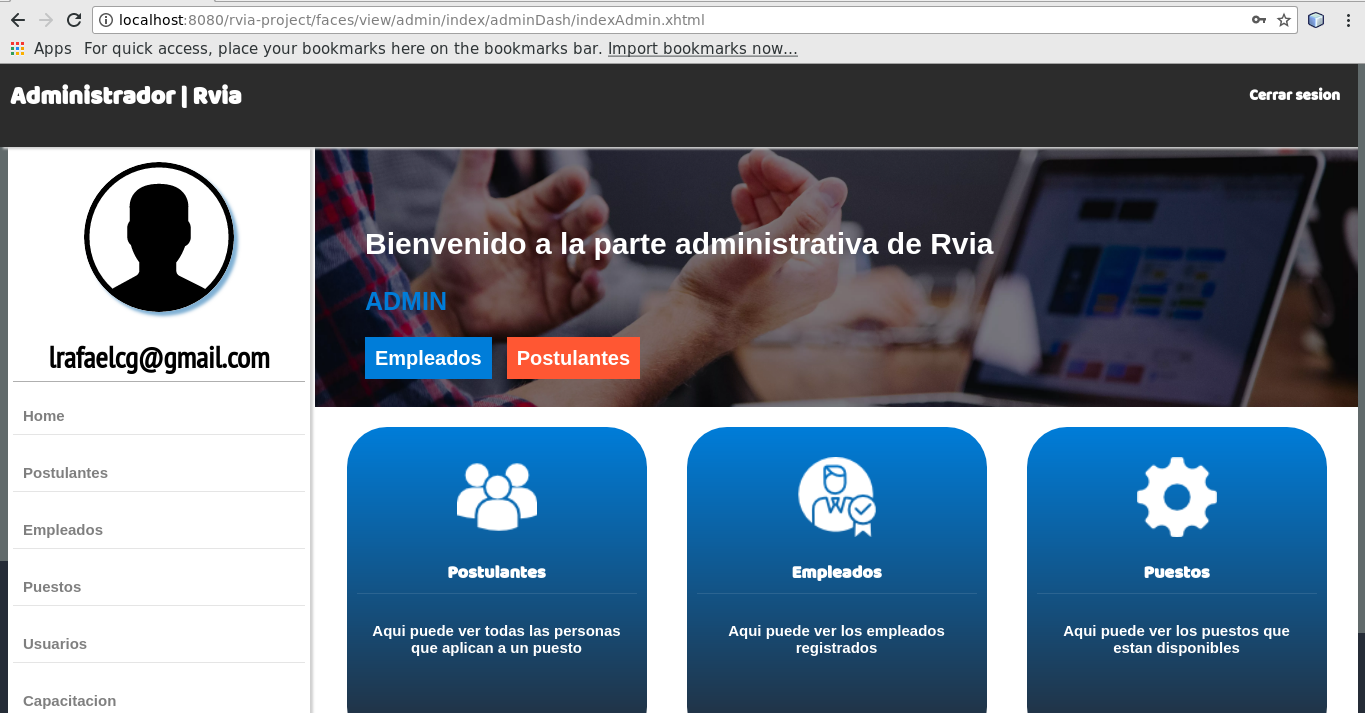 localhost:8080/rvia-project/faces/view/admin/index/adminDash/indexAdmin.xhtml
Apps For quick access, place your bookmarks here on the bookmarks bar. Import bookmarks now...
Administrador | Rvia
Cerrar sesion
lrafaelcg@gmail.com
Home
Postulantes
Empleados
Puestos
Usuarios
Capacitacion
Bienvenido a la parte administrativa de Rvia
ADMIN
Empleados
Postulantes
Postulantes
Aqui puede ver todas las personas
que aplican a un puesto
Empleados
Aqui puede ver los empleados
registrados
Puestos
Aqui puede ver los puestos que
estan disponibles